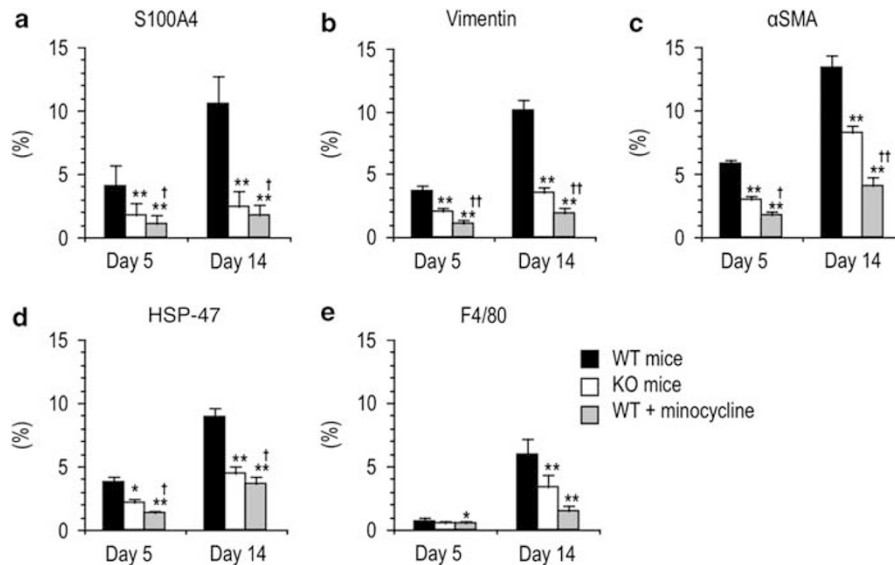 a S100A4
(%)
15
10
5
0
** † **
** † **
Day 5 Day 14
b Vimentin
(%)
15
10
5
0
** †† **
** †† **
Day 5 Day 14
c αSMA
(%)
15
10
5
0
** † **
** †† **
Day 5 Day 14
d HSP-47
(%)
15
10
5
0
* † **
** † **
Day 5 Day 14
e F4/80
(%)
15
10
5
0
*
** **
Day 5 Day 14
WT mice
KO mice
WT + minocycline